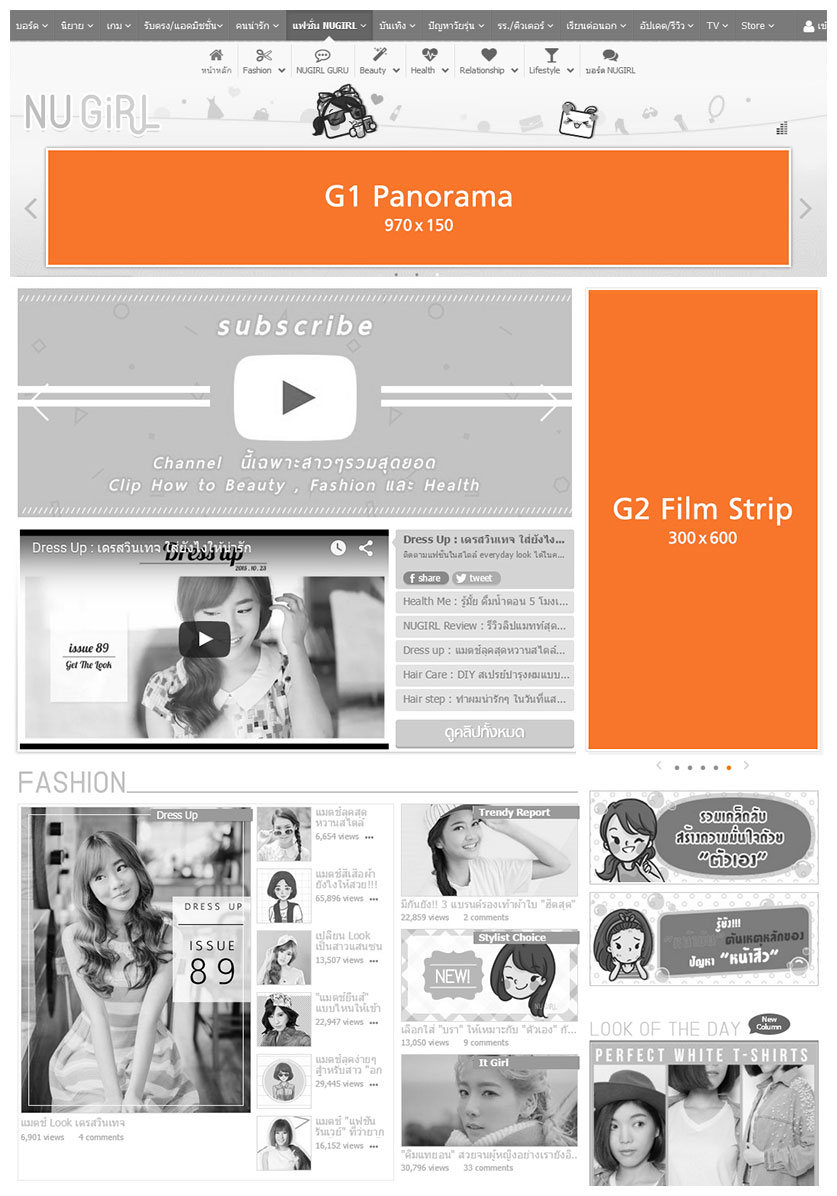 บอร์ด นิยาย เกม รับตรง/แอดมิชชั่น คนน่ารัก แฟชั่น NUGIRL บันเทิง ปัญหาวัยรุ่น รร./ติวเตอร์ เรียนต่อนอก อัปเดต/รีวิว TV Store
หน้าหลัก Fashion NUGIRL GURU Beauty Health Relationship Lifestyle บอร์ด NUGIRL
NUGIRL
G1 Panorama
970 x 150
subscribe
Channel นี้เฉพาะสาวๆรวมสุดยอด
Clip How to Beauty , Fashion และ Health
G2 Film Strip
300 x 600
Dress Up : เดรสวินเทจ ใส่ยังไงให้น่ารัก
Dress up
2015.10.23
issue 89
Get The Look
Dress Up : เดรสวินเทจ ใส่ยังไง...
ติดตามแฟชั่นในสไตล์ everyday look ได้ในค...
share tweet
Health Me : รู้มั้ย ดื่มน้ำตอน 5 โมงเ...
NUGIRL Review : รีวิวลิปแมทท์สุด...
Dress up : แมตช์ลุคสุดหวานสไตล์...
Hair Care : DIY สเปรย์บำรุงผมแบบ...
Hair step : ทำผมน่ารักๆ ในวันที่แส...
ดูคลิปทั้งหมด
FASHION
Dress Up
DRESS UP
ISSUE
89
แมตช์ Look เดรสวินเทจ
6,901 views 4 comments
แมตช์ลุคสุด
หวานสไตล์
6,654 views
แมตช์สีเสื้อผ้า
ยังไงให้สวย!!!
65,896 views
เปลี่ยน Look
เป็นสาวแสนซน
13,507 views
"แมตช์ยีนส์"
แบบไหนให้เข้า
22,947 views
แมตช์ลุคง่ายๆ
สำหรับสาว "อก
29,445 views
แมตช์ "แฟชั่น
รันเวย์" ที่ว่ายาก
16,152 views
Trendy Report
มีกันยัง!! 3 แบรนด์รองเท้าผ้าใบ "ฮิตสุด"
22,859 views 2 comments
Stylist Choice
NEW!
เลือกใส่ "บรา" ให้เหมาะกับ "ตัวเอง" กั...
13,050 views 9 comments
It Girl
"คิมแทยอน" สวยจนผู้หญิงอย่างเรายังอิ...
30,796 views 33 comments
รวมเคล็ดลับ
สร้างความมั่นใจด้วย
"ตัวเอง"
รู้ยัง!!!
"หน้ามัน" ต้นเหตุหลักของ
ปัญหา "หน้าสิว"
LOOK OF THE DAY
New
Column
PERFECT WHITE T-SHIRTS